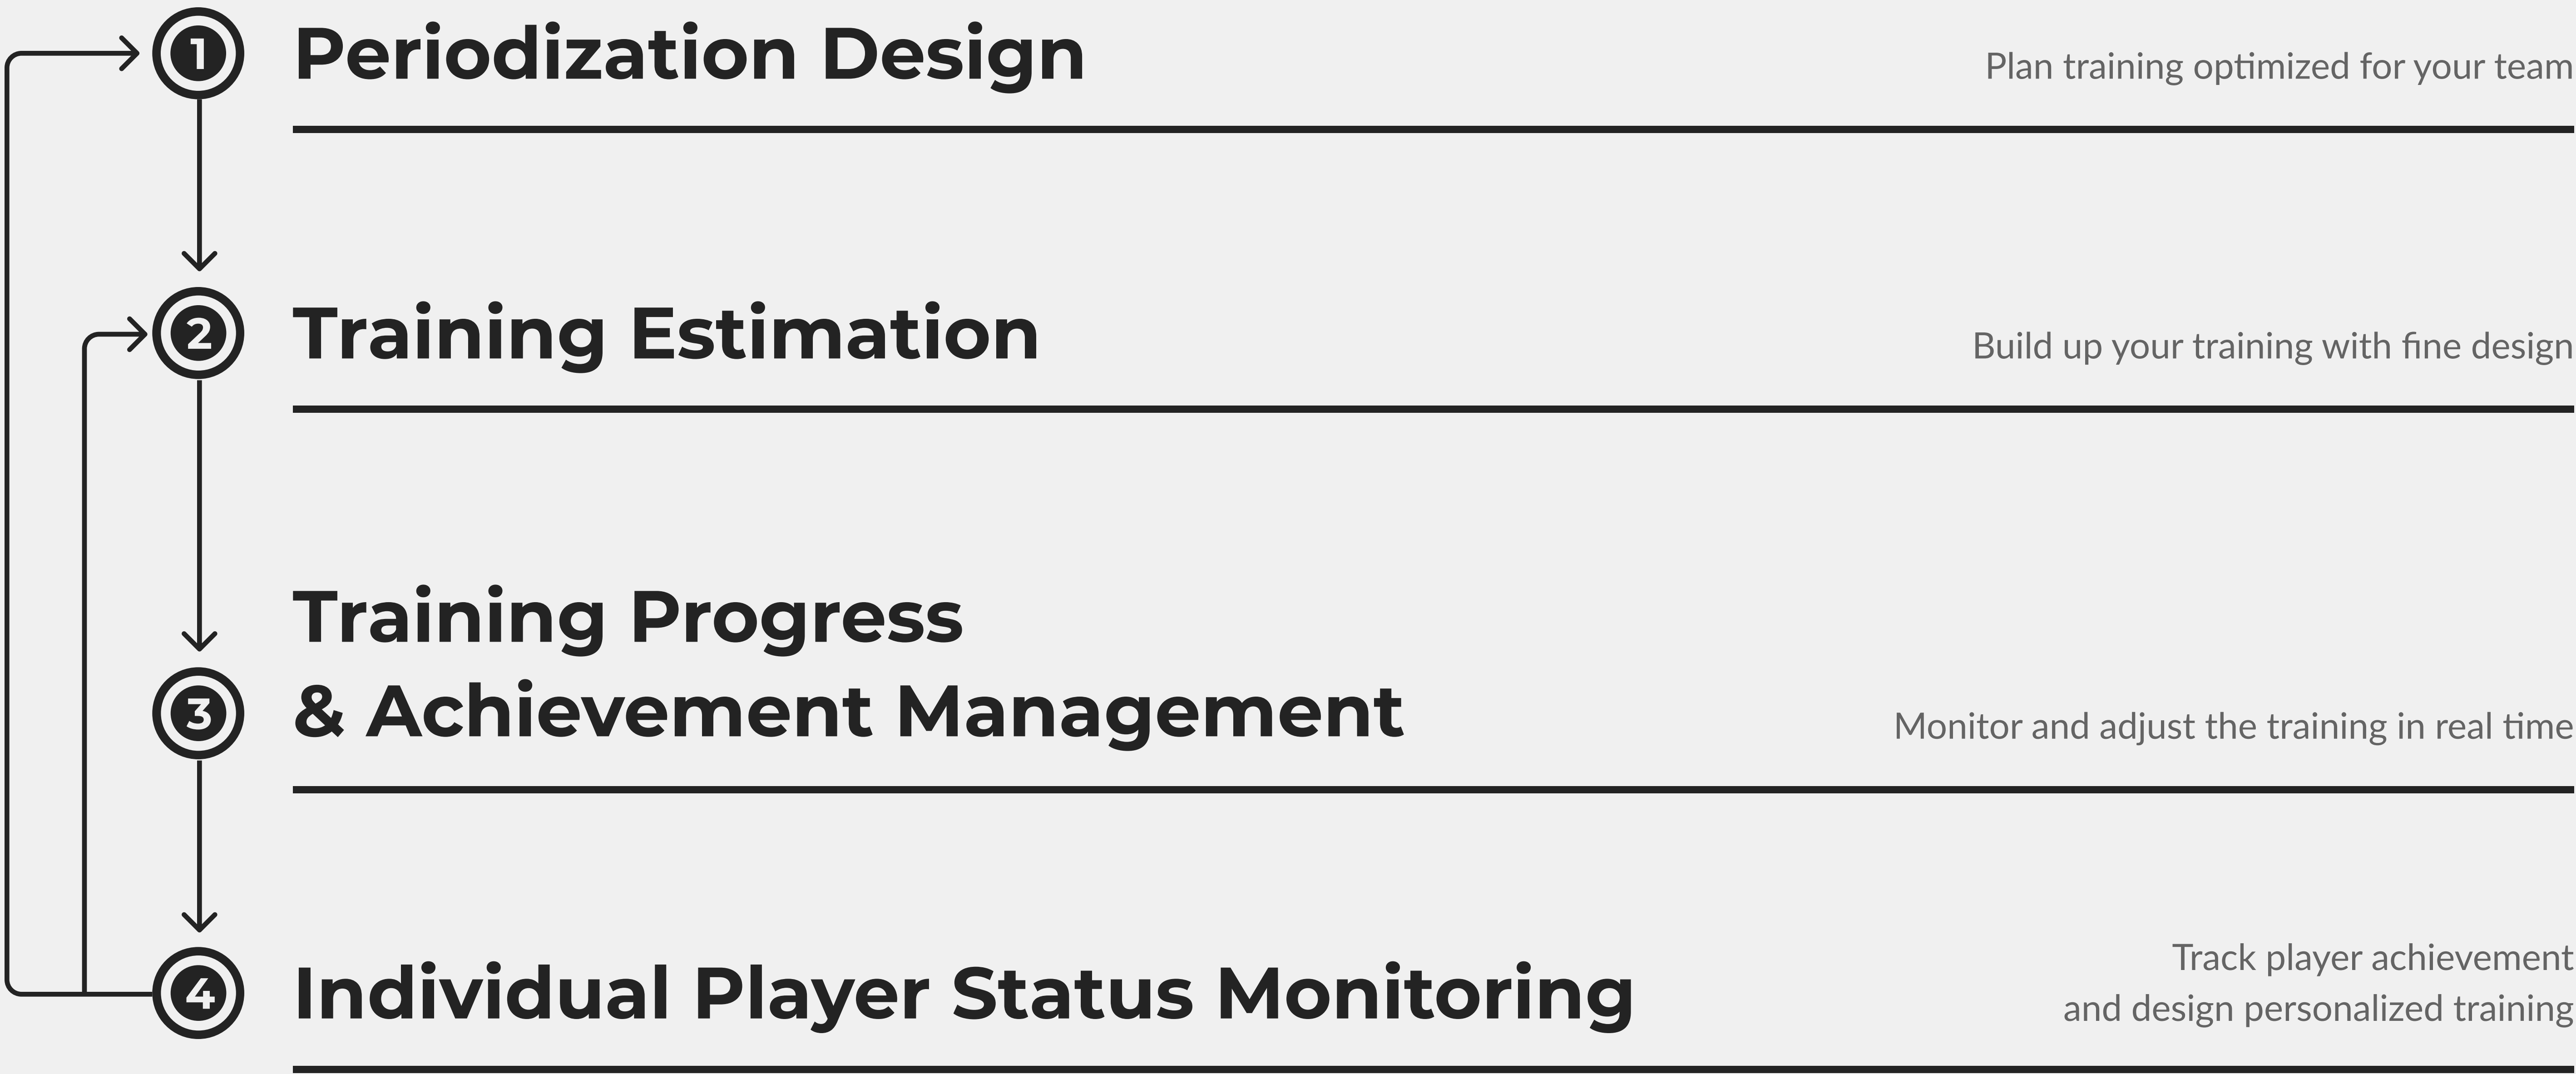 1
Periodization Design
Plan training optimized for your team
2
Training Estimation
Build up your training with fine design
Training Progress
3
& Achievement Management
Monitor and adjust the training in real time
4
Individual Player Status Monitoring
Track player achievement
and design personalized training